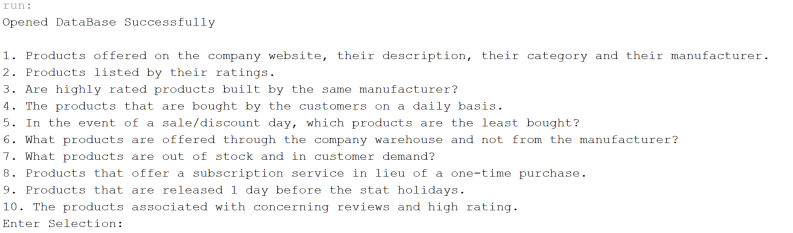 run:
Opened DataBase Successfully
1. Products offered on the company website, their description, their category and their manufacturer.
2. Products listed by their ratings.
3. Are highly rated products built by the same manufacturer?
4. The products that are bought by the customers on a daily basis.
5. In the event of a sale/discount day, which products are the least bought?
6. What products are offered through the company warehouse and not from the manufacturer?
7. What products are out of stock and in customer demand?
8. Products that offer a subscription service in lieu of a one-time purchase.
9. Products that are released 1 day before the stat holidays.
10. The products associated with concerning reviews and high rating.
Enter Selection: